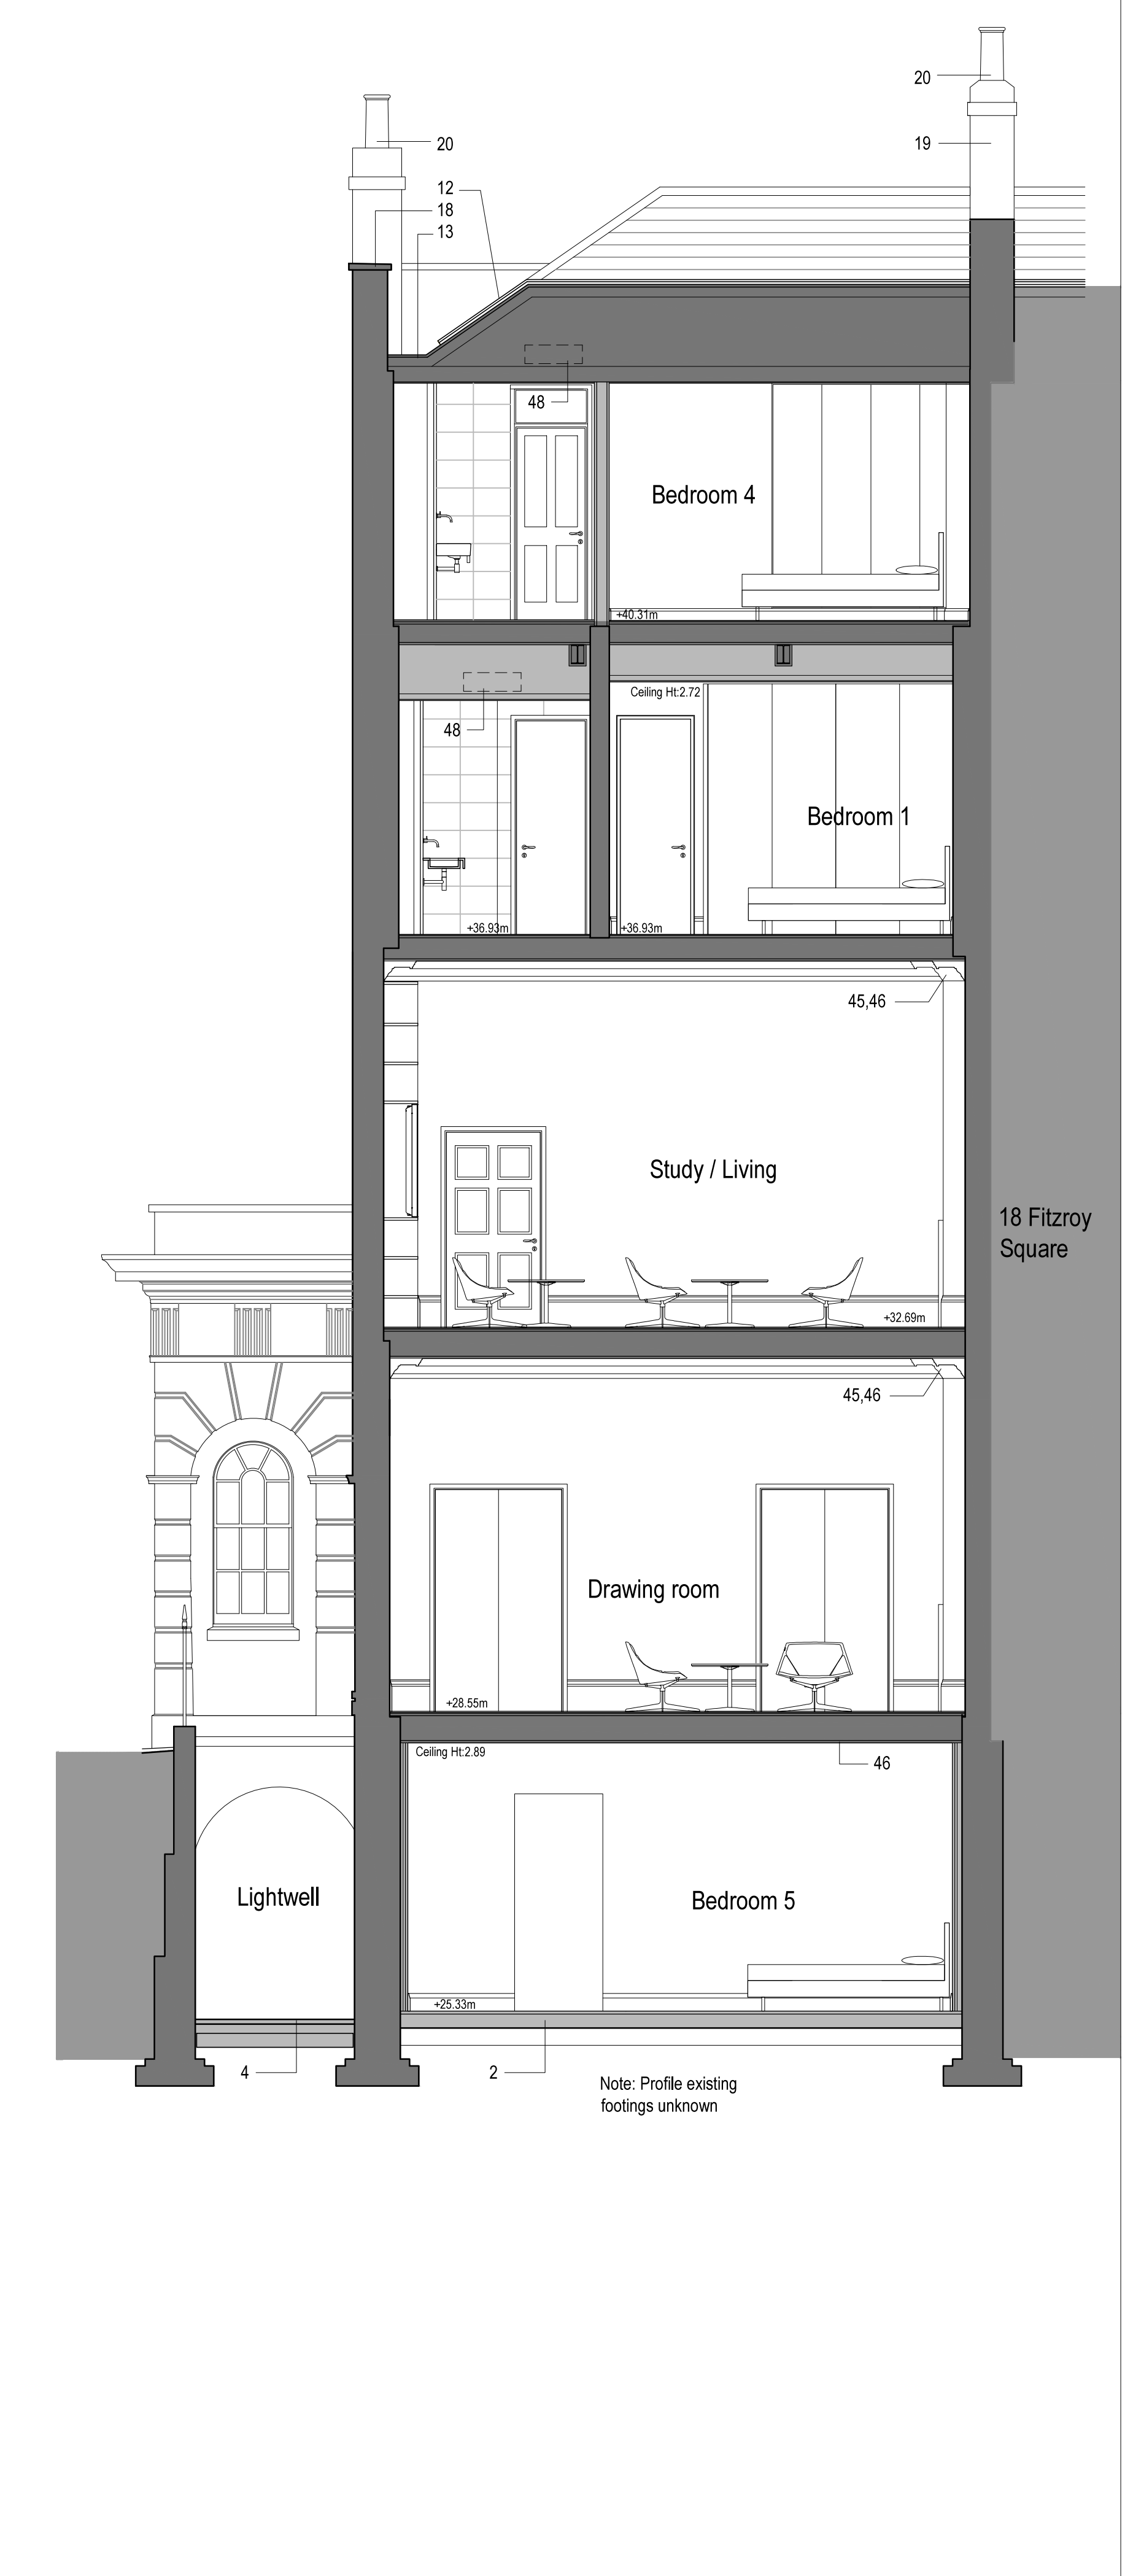 20
20
19
12
18
13
48
Bedroom 4
+40.31m
Ceiling Ht:2.72
48
Bedroom 1
+36.93m
+36.93m
45,46
Study / Living
18 Fitzroy
Square
+32.69m
45,46
Drawing room
+28.55m
Ceiling Ht:2.89
46
Lightwell
Bedroom 5
+25.33m
4
2
Note: Profile existing
footings unknown